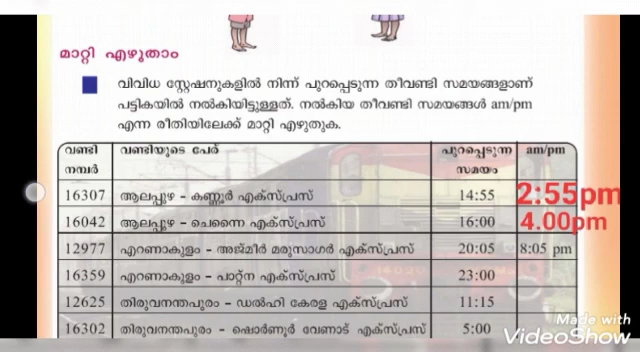 മാറ്റി എഴുതാം
വിവിധ സ്റ്റേഷനുകളിൽ നിന്ന് പുറപ്പെടുന്ന തീവണ്ടി സമയങ്ങളാണ്
പട്ടികയിൽ നൽകിയിട്ടുള്ളത്. നൽകിയ തീവണ്ടി സമയങ്ങൾ am/pm
എന്ന രീതിയിലേക്ക് മാറ്റി എഴുതുക.
വണ്ടി നമ്പർ വണ്ടിയുടെ പേര് പുറപ്പെടുന്ന സമയം am/pm
16307 ആലപ്പുഴ - കണ്ണൂർ എക്സ്പ്രസ് 14:55 2:55pm
16042 ആലപ്പുഴ - ചെന്നൈ എക്സ്പ്രസ് 16:00 4.00pm
12977 എറണാകുളം - അജ്മീർ മരുസാഗർ എക്സ്പ്രസ് 20:05 8:05 pm
16359 എറണാകുളം - പാറ്റ്ന എക്സ്പ്രസ് 23:00
12625 തിരുവനന്തപുരം - ഡൽഹി കേരള എക്സ്പ്രസ് 11:15
16302 തിരുവനന്തപുരം - ഷൊർണൂർ വേണാട് എക്സ്പ്രസ് 5:00
Made with
VideoShow